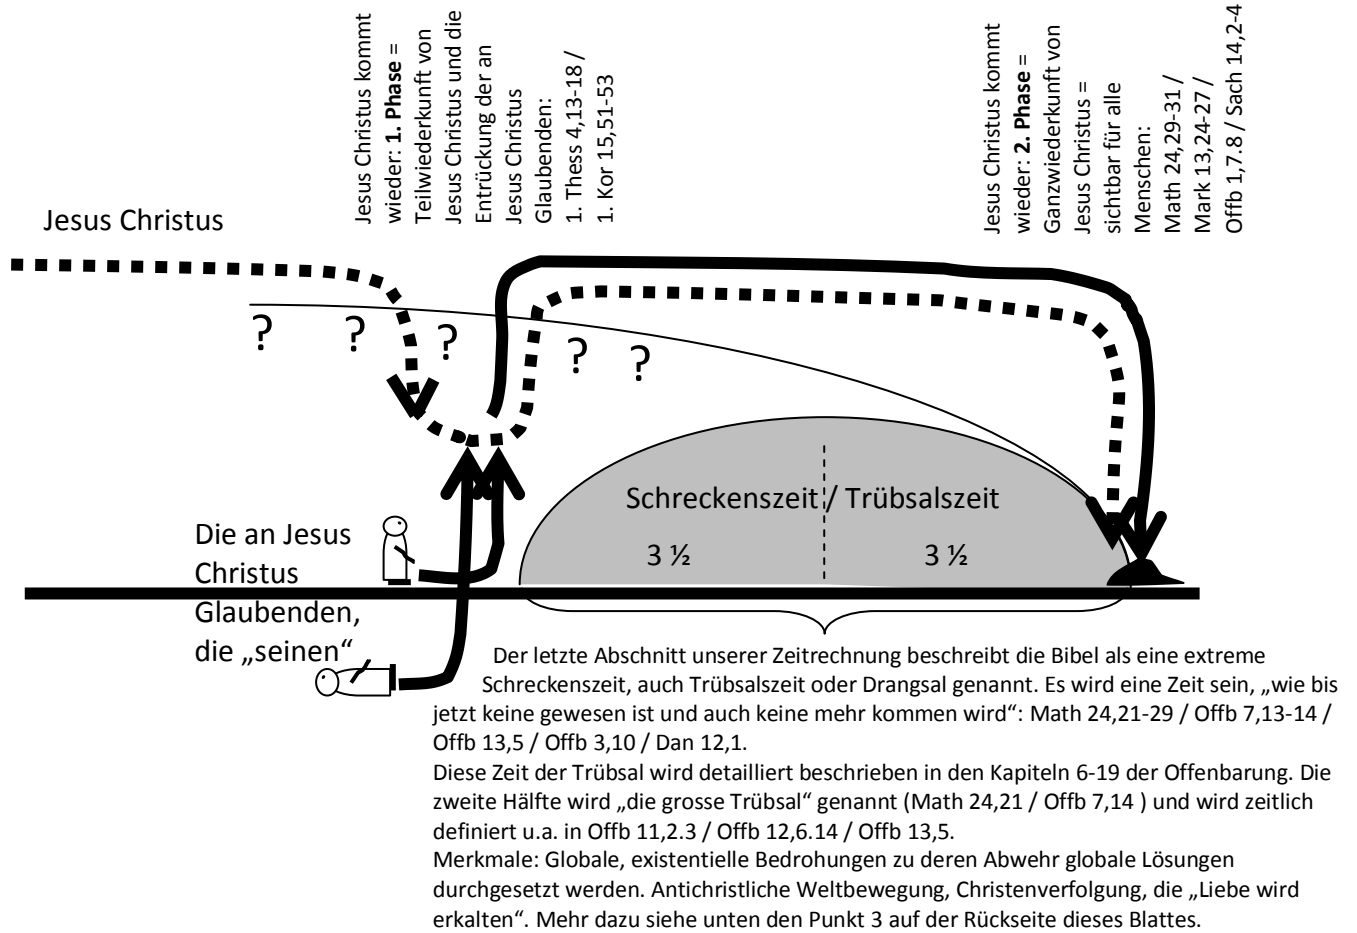 Jesus Christus kommt
wieder: 1. Phase =
Teilwiederkunft von
Jesus Christus und die
Entrückung der an
Jesus Christus
Glaubenden:
1. Thess 4,13-18 /
1. Kor 15,51-53
Jesus Christus kommt
wieder: 2. Phase =
Ganzwiederkunft von
Jesus Christus =
sichtbar für alle
Menschen:
Math 24,29-31 /
Mark 13,24-27 /
Offb 1,7.8 / Sach 14,2-4
Jesus Christus
? ? ? ? ?
Schreckenszeit / Trübsalszeit
3 ½ 3 ½
Die an Jesus
Christus
Glaubenden,
die „seinen“
Der letzte Abschnitt unserer Zeitrechnung beschreibt die Bibel als eine extreme
Schreckenszeit, auch Trübsalszeit oder Drangsal genannt. Es wird eine Zeit sein, „wie bis
jetzt keine gewesen ist und auch keine mehr kommen wird“: Math 24,21-29 / Offb 7,13-14 /
Offb 13,5 / Offb 3,10 / Dan 12,1.
Diese Zeit der Trübsal wird detailliert beschrieben in den Kapiteln 6-19 der Offenbarung. Die
zweite Hälfte wird „die grosse Trübsal“ genannt (Math 24,21 / Offb 7,14 ) und wird zeitlich
definiert u.a. in Offb 11,2.3 / Offb 12,6.14 / Offb 13,5.
Merkmale: Globale, existentielle Bedrohungen zu deren Abwehr globale Lösungen
durchgesetzt werden. Antichristliche Weltbewegung, Christenverfolgung, die „Liebe wird
erkalten“. Mehr dazu siehe unten den Punkt 3 auf der Rückseite dieses Blattes.